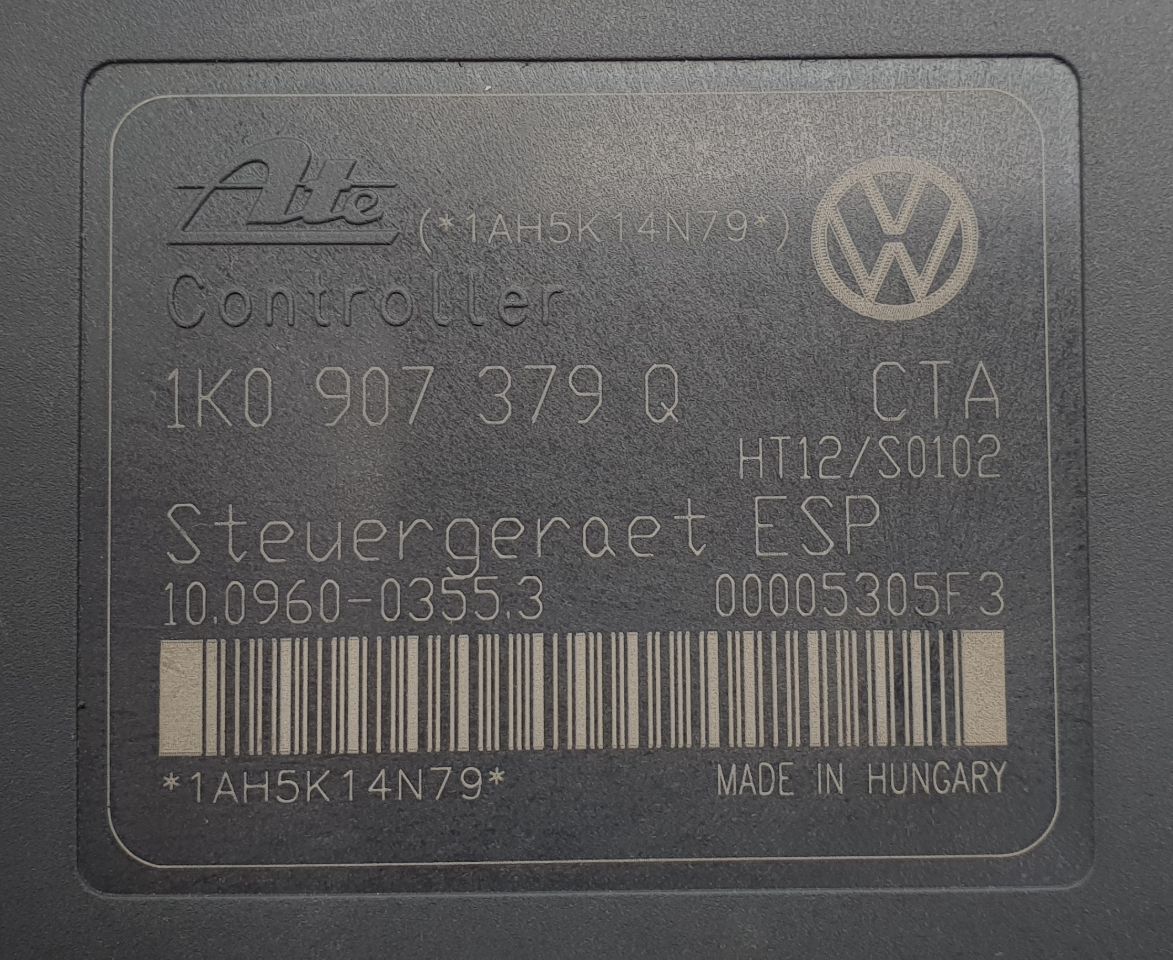 Alte (*1AH5K14N79*)
Controller
1K0 907 379 Q CTA
HT12/S0102
Steuergeraet ESP
10.0960-0355.3 00005305F3
*1AH5K14N79* MADE IN HUNGARY